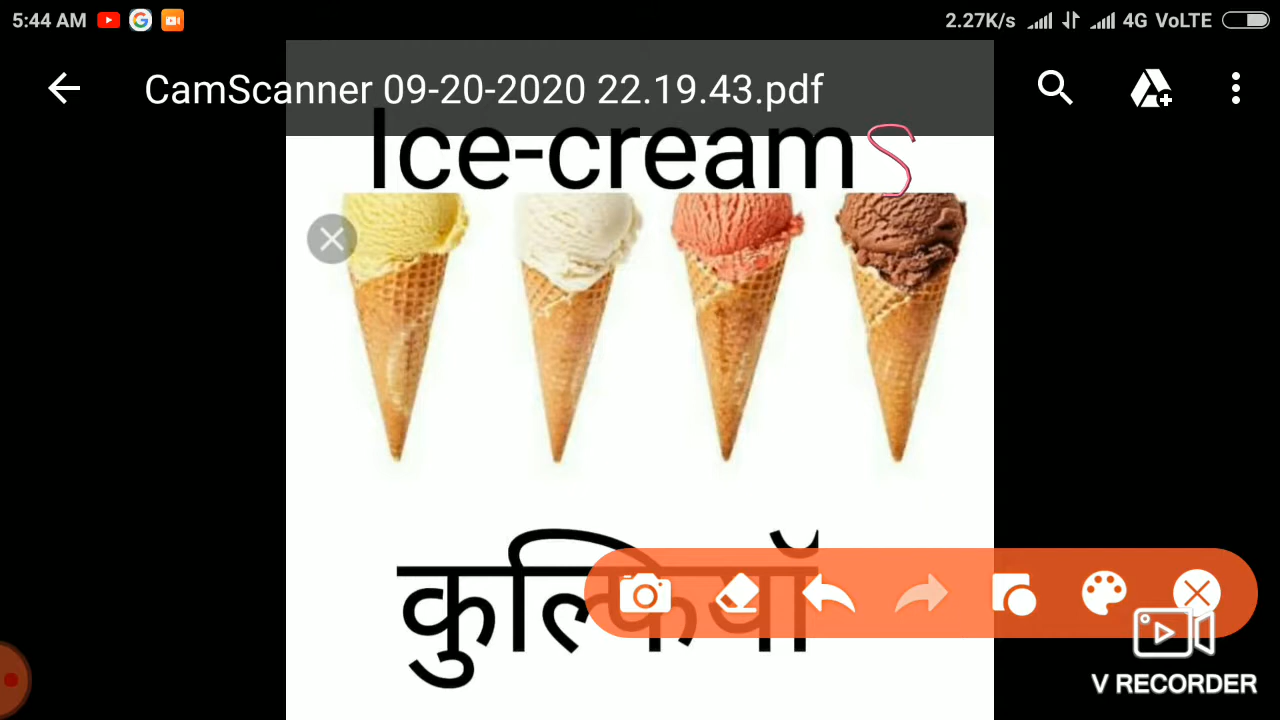 5:44 AM 2.27K/s 4G VoLTE
CamScanner 09-20-2020 22.19.43.pdf
Ice-creams
कुल्फियॉ
V RECORDER